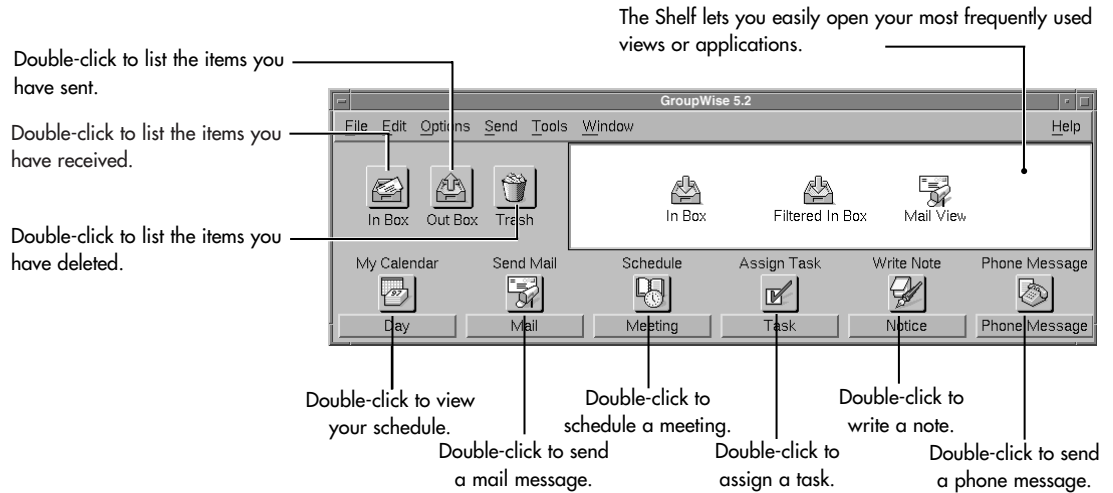 The Shelf lets you easily open your most frequently used
views or applications.
Double-click to list the items you
have sent.
Double-click to list the items you
have received.
Double-click to list the items you
have deleted.
GroupWise 5.2
File Edit Options Send Tools Window Help
In Box Out Box Trash
In Box Filtered In Box Mail View
My Calendar Send Mail Schedule Assign Task Write Note Phone Message
Day Mail Meeting Task Notice Phone Message
Double-click to view
your schedule.
Double-click to send
a mail message.
Double-click to
schedule a meeting.
Double-click to
assign a task.
Double-click to
write a note.
Double-click to send
a phone message.